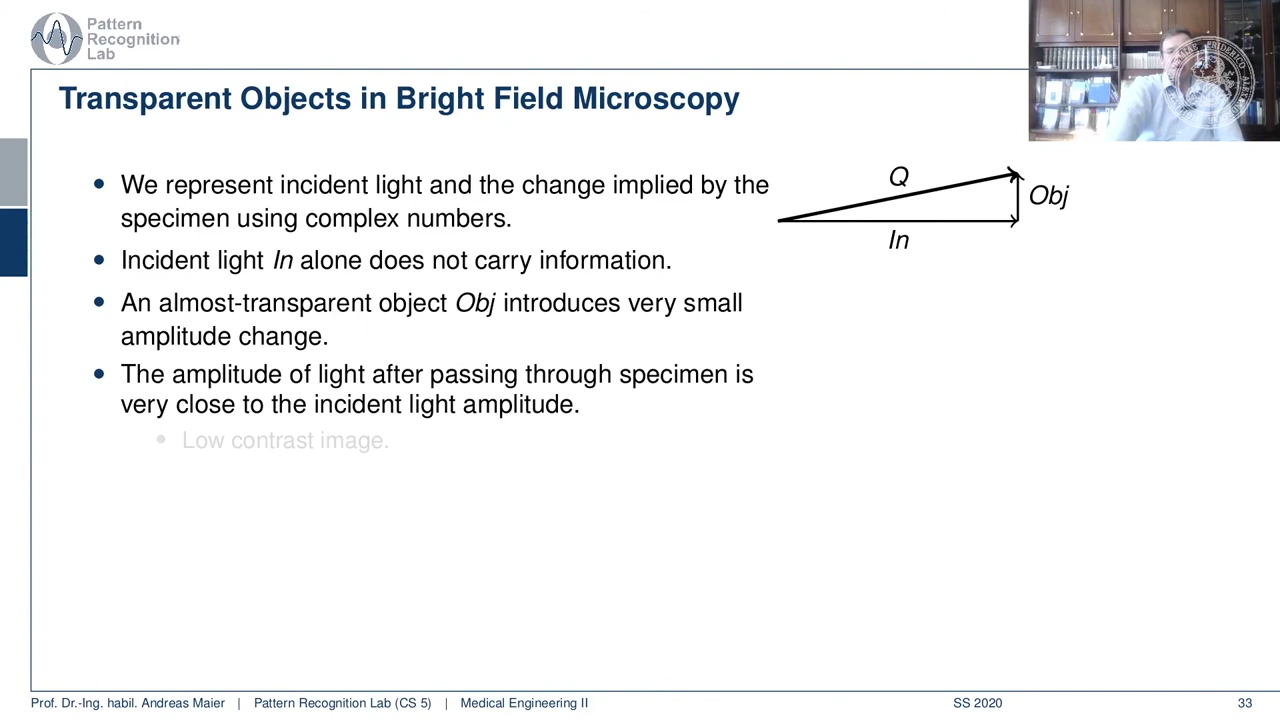 Pattern
Recognition
Lab
Transparent Objects in Bright Field Microscopy
• We represent incident light and the change implied by the
specimen using complex numbers.
• Incident light In alone does not carry information.
• An almost-transparent object Obj introduces very small
amplitude change.
• The amplitude of light after passing through specimen is
very close to the incident light amplitude.
• Low contrast image.
Q
Obj
In
Prof. Dr.-Ing. habil. Andreas Maier | Pattern Recognition Lab (CS 5) | Medical Engineering II SS 2020 33